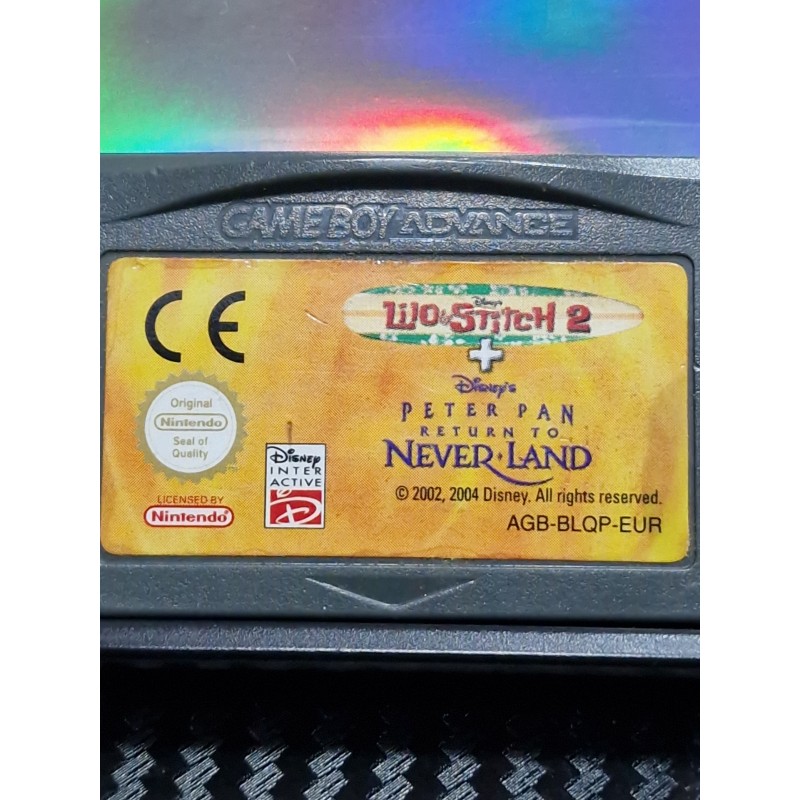 GAME BOY ADVANCE
CE
Disney's
LILO & STITCH 2
+
Disney's
PETER PAN
RETURN TO
NEVER LAND
Original
Nintendo
Seal of
Quality
LICENSED BY
Nintendo
DISNEY
INTER
ACTIVE
D
© 2002, 2004 Disney. All rights reserved.
AGB-BLQP-EUR